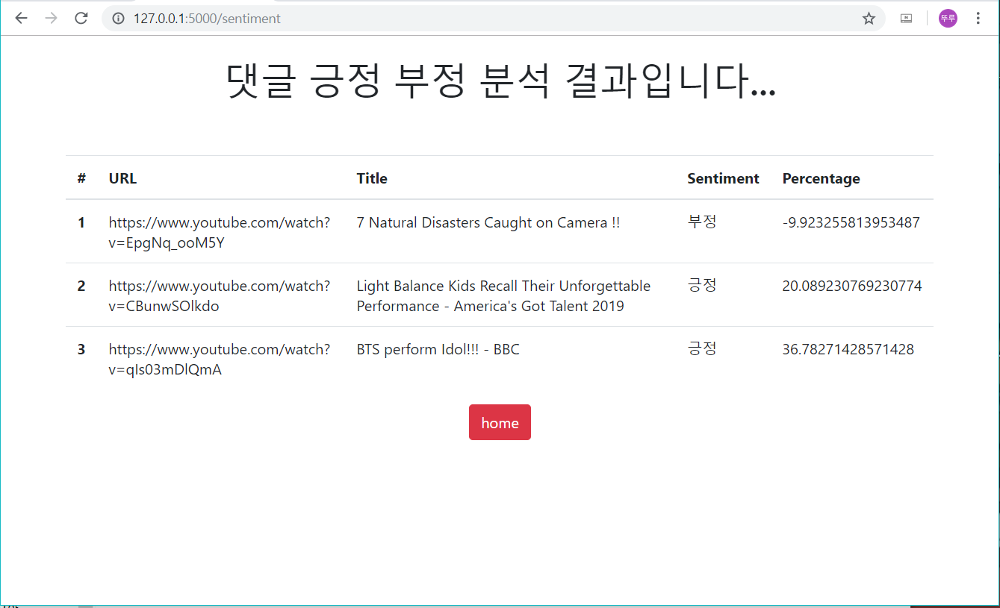 127.0.0.1:5000/sentiment
뚜루
댓글 긍정 부정 분석 결과입니다...
# URL Title Sentiment Percentage
1 https://www.youtube.com/watch? 7 Natural Disasters Caught on Camera !! 부정 -9.923255813953487
v=EpgNq_ooM5Y
2 https://www.youtube.com/watch? Light Balance Kids Recall Their Unforgettable 긍정 20.089230769230774
v=CBunwSOlkdo Performance - America's Got Talent 2019
3 https://www.youtube.com/watch? BTS perform Idol!!! - BBC 긍정 36.78271428571428
v=qIs03mDlQmA
home